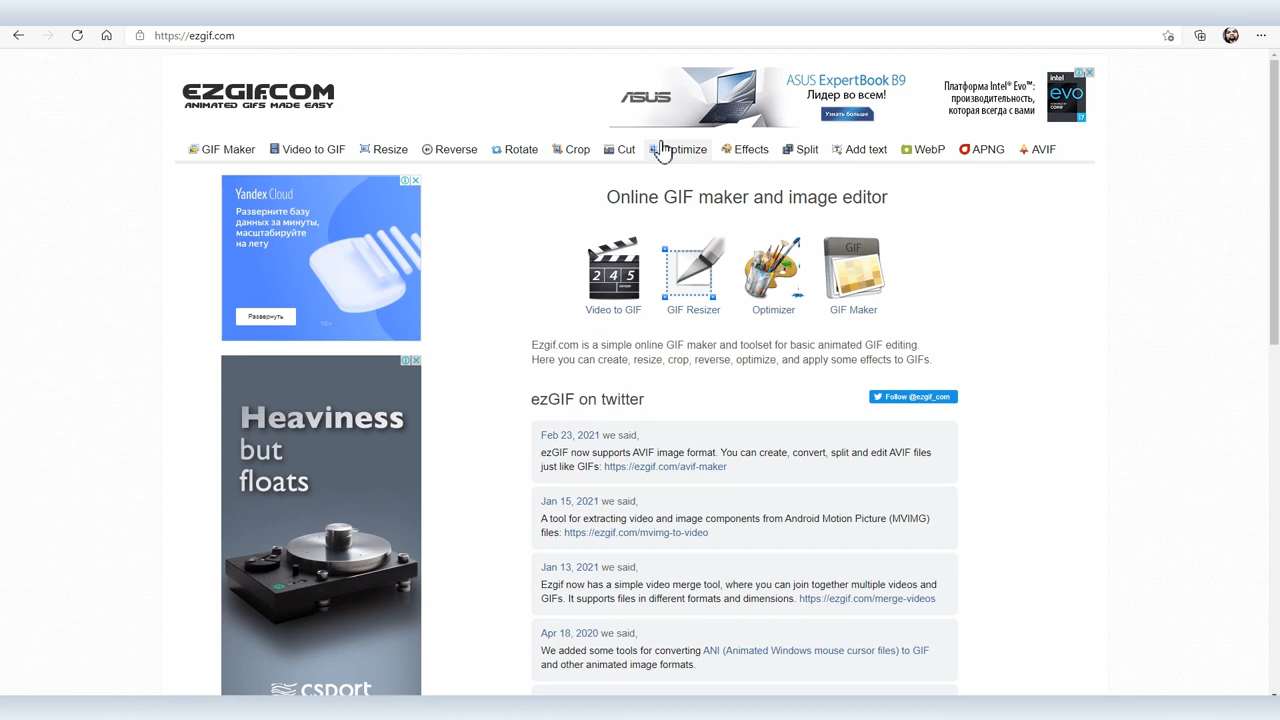 https://ezgif.com
EZGIF.COM
ANIMATED GIFS MADE EASY
ASUS
ASUS ExpertBook B9
Лидер во всем!
Узнать больше
Платформа Intel® Evo™:
производительность,
которая всегда с вами
intel
evo
i7
GIF Maker
Video to GIF
Resize
Reverse
Rotate
Crop
Cut
Optimize
Effects
Split
Add text
WebP
APNG
AVIF
Yandex Cloud
Разверните базу
данных за минуты,
масштабируйте
на лету
Развернуть
Heaviness
but
floats
csport
Online GIF maker and image editor
2 4 5
GIF
Video to GIF
GIF Resizer
Optimizer
GIF Maker
Ezgif.com is a simple online GIF maker and toolset for basic animated GIF editing.
Here you can create, resize, crop, reverse, optimize, and apply some effects to GIFs.
ezGIF on twitter
Follow @ezgif_com
Feb 23, 2021 we said,
ezGIF now supports AVIF image format. You can create, convert, split and edit AVIF files
just like GIFs: https://ezgif.com/avif-maker
Jan 15, 2021 we said,
A tool for extracting video and image components from Android Motion Picture (MVIMG)
files: https://ezgif.com/mvimg-to-video
Jan 13, 2021 we said,
Ezgif now has a simple video merge tool, where you can join together multiple videos and
GIFs. It supports files in different formats and dimensions. https://ezgif.com/merge-videos
Apr 18, 2020 we said,
We added some tools for converting ANI (Animated Windows mouse cursor files) to GIF
and other animated image formats.